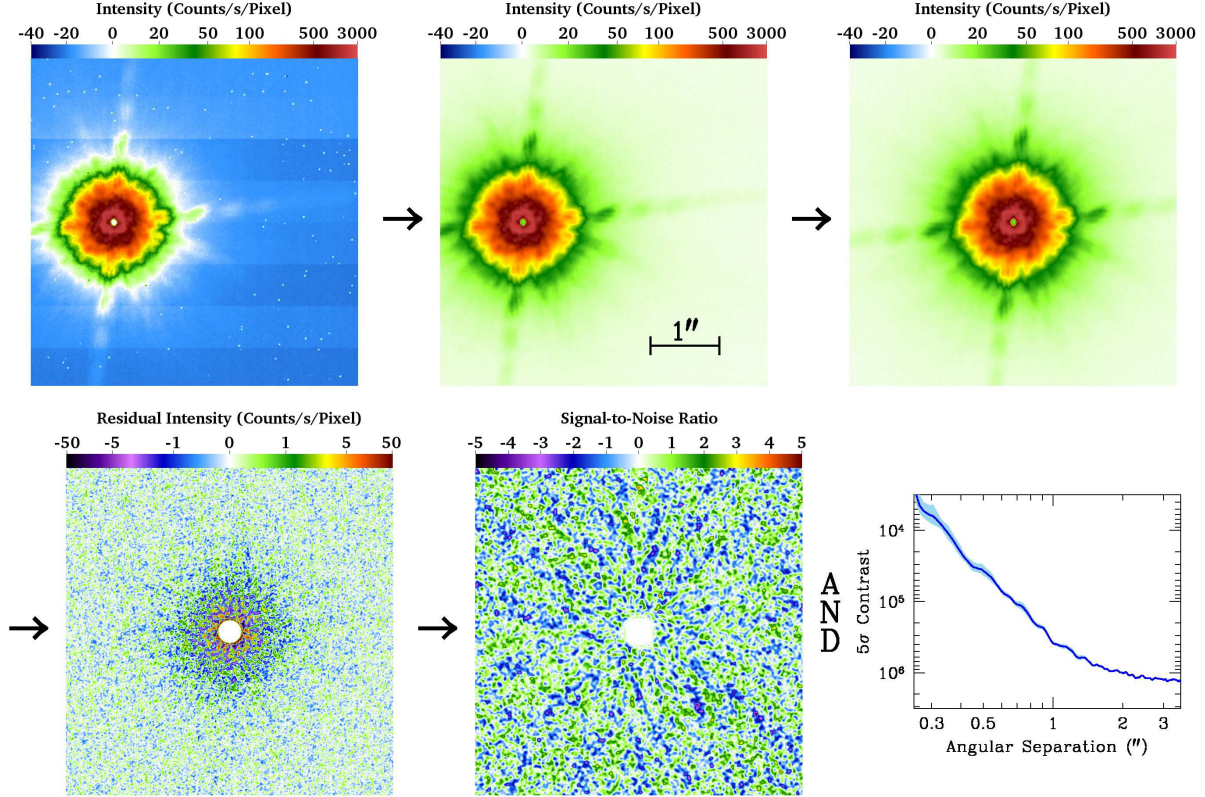 Intensity (Counts/s/Pixel) Intensity (Counts/s/Pixel) Intensity (Counts/s/Pixel)
-40 -20 0 20 50 100 500 3000 -40 -20 0 20 50 100 500 3000 -40 -20 0 20 50 100 500 3000
1″
Residual Intensity (Counts/s/Pixel) Signal-to-Noise Ratio
-50 -5 -1 0 1 5 50 -5 -4 -3 -2 -1 0 1 2 3 4 5
AND
5σ Contrast
10⁴
10⁵
10⁶
0.3 0.5 1 2 3
Angular Separation (″)